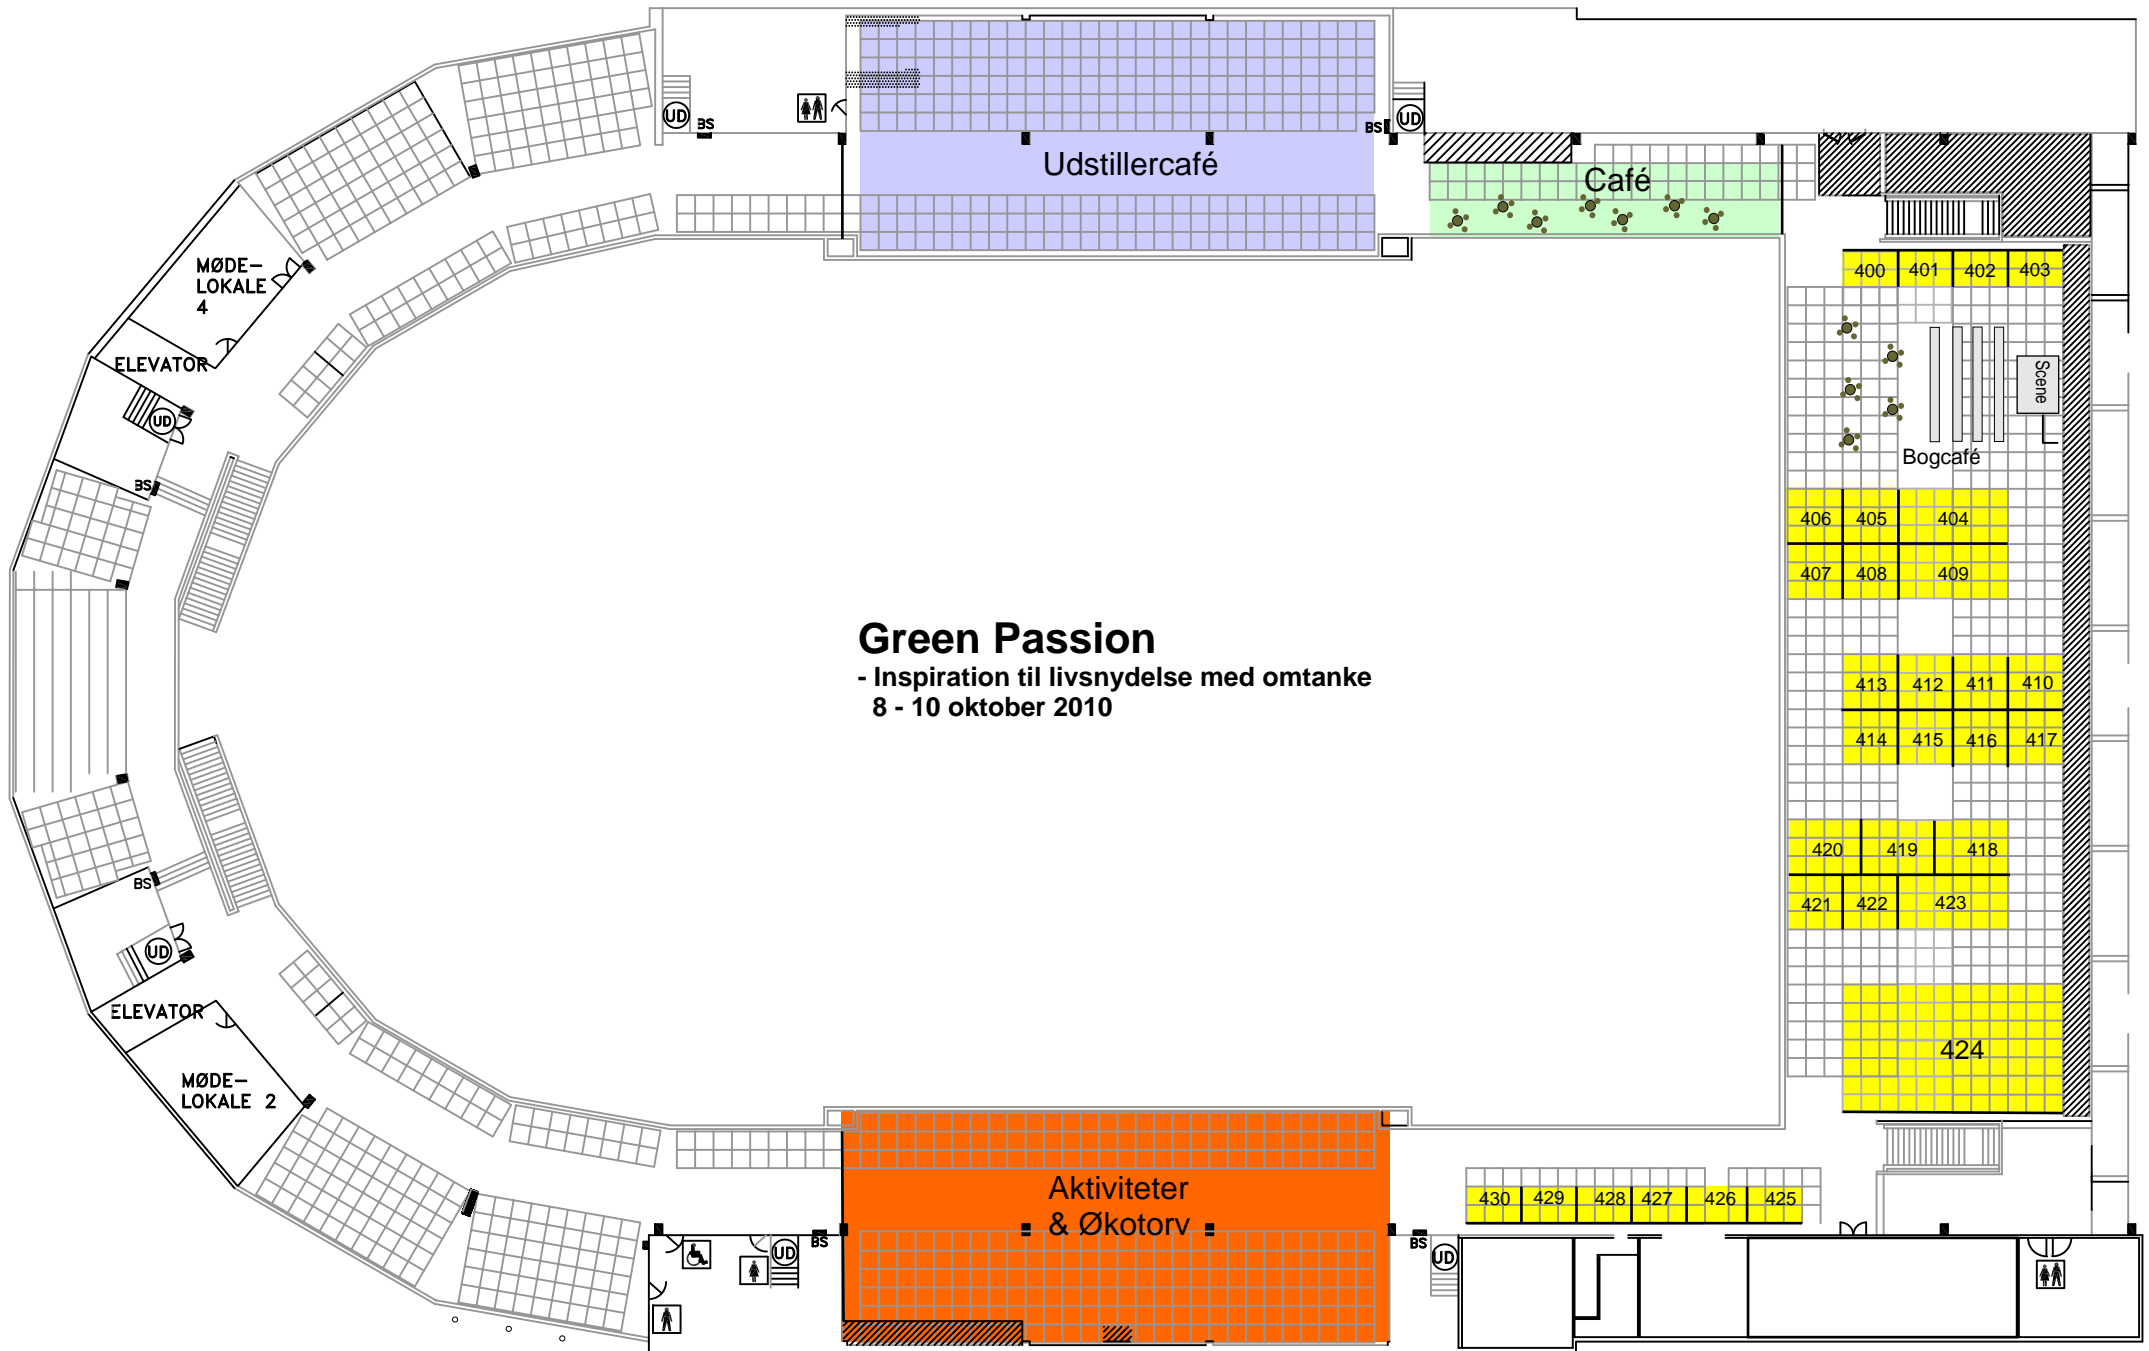 UD
BS
Udstillercafé
BS
UD
Café
MØDE-
LOKALE
4
400
401
402
403
ELEVATOR
UD
Scene
Bogcafé
BS
406
405
404
407
408
409
Green Passion
- Inspiration til livsnydelse med omtanke
8 - 10 oktober 2010
413
412
411
410
414
415
416
417
420
419
418
BS
421
422
423
UD
ELEVATOR
424
MØDE-
LOKALE 2
Aktiviteter
& Økotorv
430
429
428
427
426
425
BS
BS
UD
UD